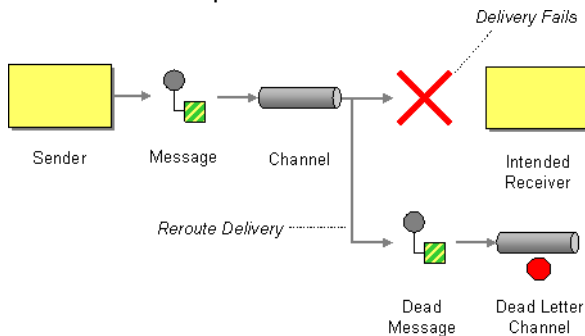 Delivery Fails
Sender
Message
Channel
Intended
Receiver
Reroute Delivery
Dead
Message
Dead Letter
Channel